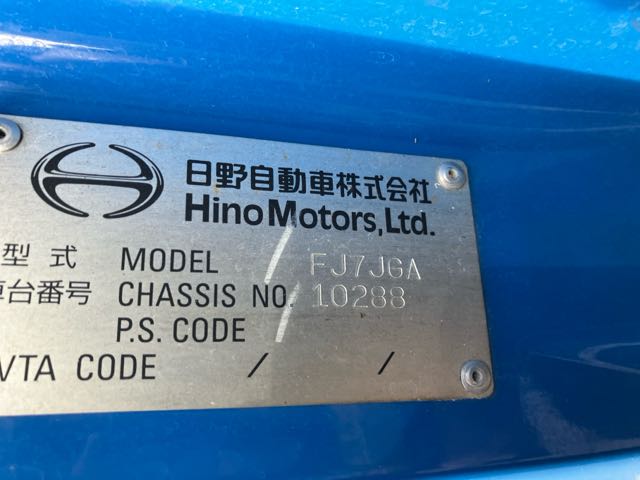 日野自動車株式会社
Hino Motors, Ltd.
型式 MODEL FJ7JGA
車台番号 CHASSIS NO. 10288
P.S. CODE
VTA CODE / /